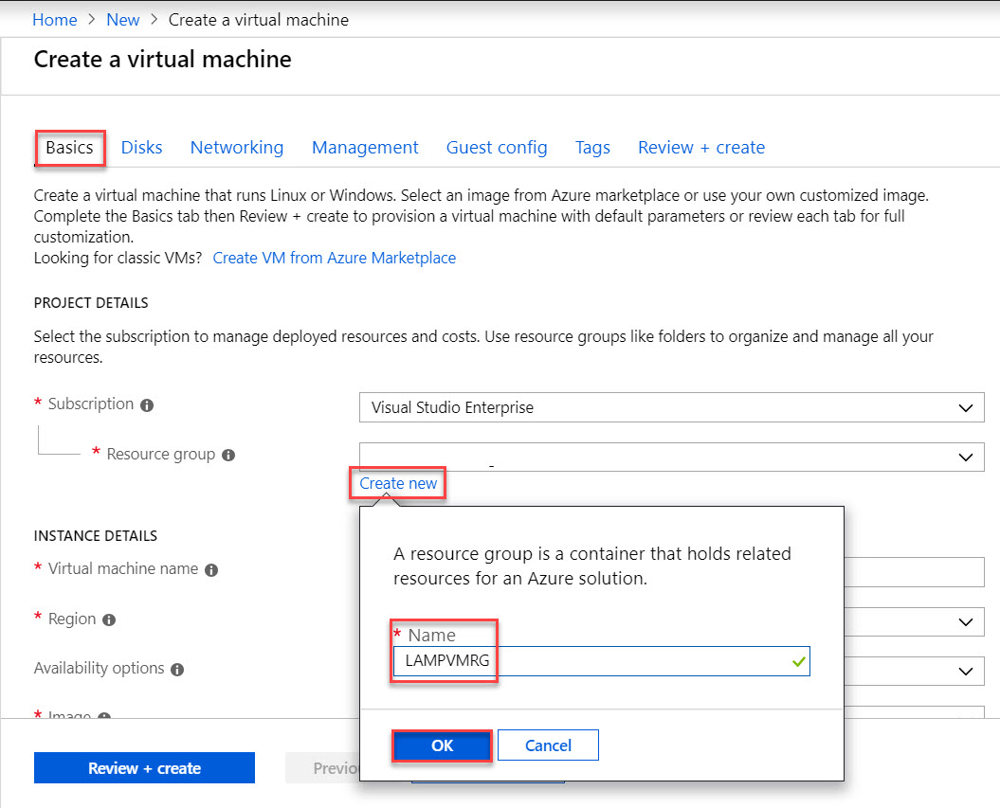 Home > New > Create a virtual machine
Create a virtual machine
Basics Disks Networking Management Guest config Tags Review + create
Create a virtual machine that runs Linux or Windows. Select an image from Azure marketplace or use your own customized image.
Complete the Basics tab then Review + create to provision a virtual machine with default parameters or review each tab for full
customization.
Looking for classic VMs? Create VM from Azure Marketplace
PROJECT DETAILS
Select the subscription to manage deployed resources and costs. Use resource groups like folders to organize and manage all your
resources.
* Subscription
Visual Studio Enterprise
* Resource group
Create new
A resource group is a container that holds related
resources for an Azure solution.
* Name
LAMPVMRG
OK Cancel
INSTANCE DETAILS
* Virtual machine name
* Region
Availability options
* Image
Review + create